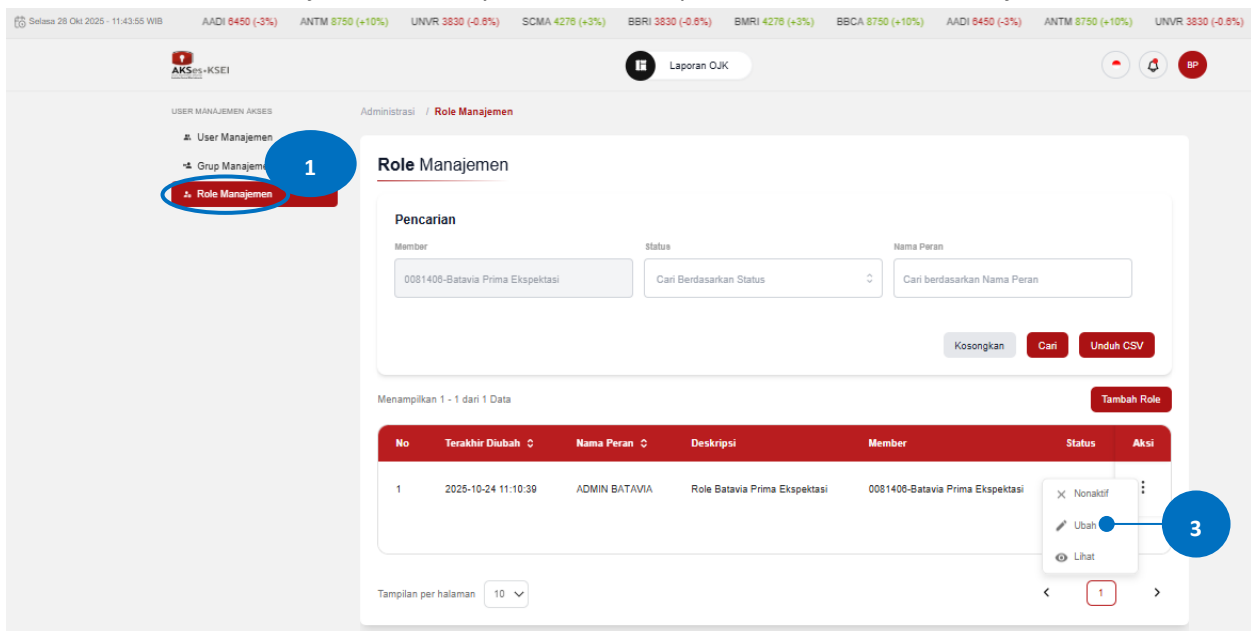 Selasa 28 Okt 2025 - 11:43:55 WIB AADI 6450 (-3%) ANTM 8750 (+10%) UNVR 3830 (-0.6%) SCMA 4276 (+3%) BBRI 3830 (-0.6%) BMRI 4276 (+3%) BBCA 8750 (+10%) AADI 6450 (-3%) ANTM 8750 (+10%) UNVR 3830 (-0.6%)
AKSes-KSEI
Laporan OJK
BP
USER MANAJEMEN AKSES
Administrasi / Role Manajemen
User Manajemen
Grup Manajeme
1
Role Manajemen
Role Manajemen
Pencarian
Member Status Nama Peran
0081406-Batavia Prima Ekspektasi Cari Berdasarkan Status Cari berdasarkan Nama Peran
Kosongkan Cari Unduh CSV
Menampilkan 1 - 1 dari 1 Data Tambah Role
No Terakhir Diubah Nama Peran Deskripsi Member Status Aksi
1 2025-10-24 11:10:39 ADMIN BATAVIA Role Batavia Prima Ekspektasi 0081406-Batavia Prima Ekspektasi
Nonaktif
Ubah
3
Lihat
Tampilan per halaman 10
1